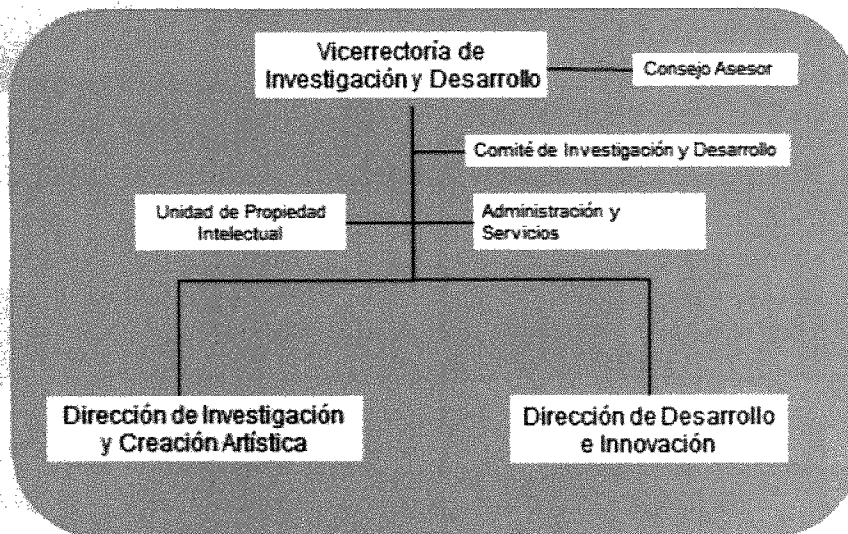 Vicerrectoría de
Investigación y Desarrollo
Consejo Asesor
Comité de Investigación y Desarrollo
Unidad de Propiedad
Intelectual
Administración y
Servicios
Dirección de Investigación
y Creación Artística
Dirección de Desarrollo
e Innovación